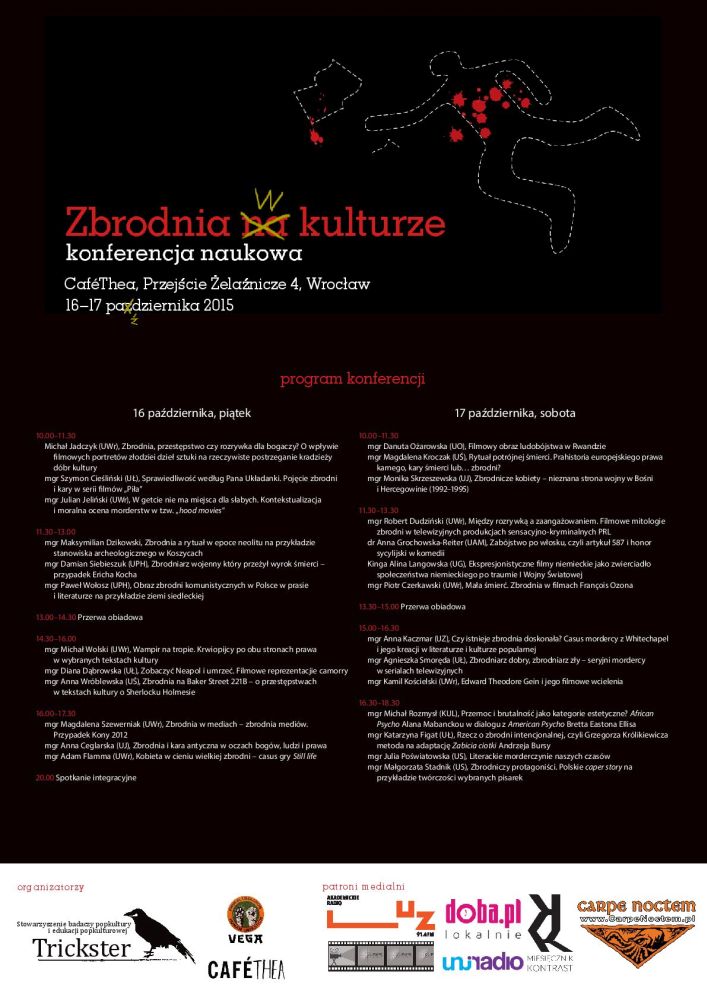 Zbrodnia na kulturze
W
konferencja naukowa
CaféThea, Przejście Żelaźnicze 4, Wrocław
16–17 października 2015
ź
program konferencji
16 października, piątek
10.00–11.30
Michał Jadczyk (UWr), Zbrodnia, przestępstwo czy rozrywka dla bogaczy? O wpływie
filmowych portretów złodziei dzieł sztuki na rzeczywiste postrzeganie kradzieży
dóbr kultury
mgr Szymon Cieśliński (UŁ), Sprawiedliwość według Pana Układanki. Pojęcie zbrodni
i kary w serii filmów „Piła”
mgr Julian Jeliński (UWr), W getcie nie ma miejsca dla słabych. Kontekstualizacja
i moralna ocena morderstw w tzw. „hood movies”
11.30–13.00
mgr Maksymilian Dzikowski, Zbrodnia a rytuał w epoce neolitu na przykładzie
stanowiska archeologicznego w Koszycach
mgr Damian Siebieszuk (UPH), Zbrodniarz wojenny który przeżył wyrok śmierci –
przypadek Ericha Kocha
mgr Paweł Wołosz (UPH), Obraz zbrodni komunistycznych w Polsce w prasie
i literaturze na przykładzie ziemi siedleckiej
13.00–14.30 Przerwa obiadowa
14.30–16.00
mgr Michał Wolski (UWr), Wampir na tropie. Krwiopijcy po obu stronach prawa
w wybranych tekstach kultury
mgr Diana Dąbrowska (UŁ), Zobaczyć Neapol i umrzeć. Filmowe reprezentacjie camorry
mgr Anna Wróblewska (UŚ), Zbrodnia na Baker Street 221B – o przestępstwach
w tekstach kultury o Sherlocku Holmesie
16.00–17.30
mgr Magdalena Szewerniak (UWr), Zbrodnia w mediach – zbrodnia mediów.
Przypadek Kony 2012
mgr Anna Ceglarska (UJ), Zbrodnia i kara antyczna w oczach bogów, ludzi i prawa
mgr Adam Flamma (UWr), Kobieta w cieniu wielkiej zbrodni – casus gry Still life
20.00 Spotkanie integracyjne
17 października, sobota
10.00–11.30
mgr Danuta Ożarowska (UO), Filmowy obraz ludobójstwa w Rwandzie
mgr Magdalena Kroczak (UŚ), Rytuał potrójnej śmierci. Prahistoria europejskiego prawa
karnego, kary śmierci lub... zbrodni?
mgr Monika Skrzeszewska (UJ), Zbrodnicze kobiety – nieznana strona wojny w Bośni
i Hercegowinie (1992–1995)
11.30–13.30
mgr Robert Dudziński (UWr), Między rozrywką a zaangażowaniem. Filmowe mitologie
zbrodni w telewizyjnych produkcjach sensacyjno-kryminalnych PRL
dr Anna Grochowska-Reiter (UAM), Zabójstwo po włosku, czyli artykuł 587 i honor
sycylijski w komedii
Kinga Alina Langowska (UG), Ekspresjonistyczne filmy niemieckie jako zwierciadło
społeczeństwa niemieckiego po traumie I Wojny Światowej
mgr Piotr Czerkawski (UWr), Mała śmierć. Zbrodnia w filmach François Ozona
13.30–15.00 Przerwa obiadowa
15.00–16.30
mgr Anna Kaczmar (UZ), Czy istnieje zbrodnia doskonała? Casus mordercy z Whitechapel
i jego kreacji w literaturze i kulturze popularnej
mgr Agnieszka Smoręda (UŁ), Zbrodniarz dobry, zbrodniarz zły – seryjni mordercy
w serialach telewizyjnych
mgr Kamil Kościelski (UWr), Edward Theodore Gein i jego filmowe wcielenia
16.30–18.30
mgr Michał Rozmysł (KUL), Przemoc i brutalność jako kategorie estetyczne? African
Psycho Alana Mabanckou w dialogu z American Psycho Bretta Eastona Ellisa
mgr Katarzyna Figat (UŁ), Rzecz o zbrodni intencjonalnej, czyli Grzegorza Królikiewicza
metoda na adaptację Zabicia ciotki Andrzeja Bursy
mgr Julia Poświatowska (US), Literackie morderczynie naszych czasów
mgr Małgorzata Stadnik (US), Zbrodniczy protagoniści. Polskie caper story na
przykładzie twórczości wybranych pisarek
organizatorzy
Stowarzyszenie badaczy popkultury
i edukacji popkulturowej
Trickster
VEGA
CAFÉTHEA
patroni medialni
AKADEMICKIE
RADIO
LUZ
91.6FM
doba.pl
lokalnie
uniradio
MIESIĘCZNIK
KONTRAST
CARPE NOCTEM
www.CarpeNoctem.pl